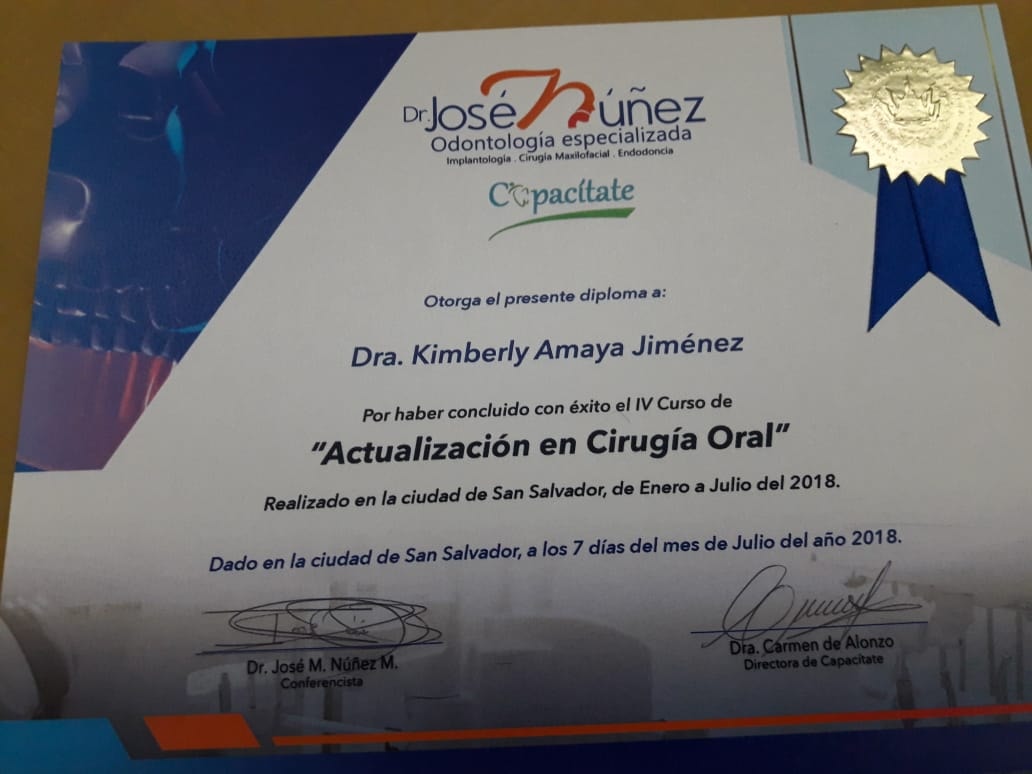 Dr. José Núñez
Odontología especializada
Implantología . Cirugía Maxilofacial . Endodoncia
Capacítate
Otorga el presente diploma a:
Dra. Kimberly Amaya Jiménez
Por haber concluido con éxito el IV Curso de
“Actualización en Cirugía Oral”
Realizado en la ciudad de San Salvador, de Enero a Julio del 2018.
Dado en la ciudad de San Salvador, a los 7 días del mes de Julio del año 2018.
Dr. José M. Núñez M.
Conferencista
Dra. Carmen de Alonzo
Directora de Capacítate